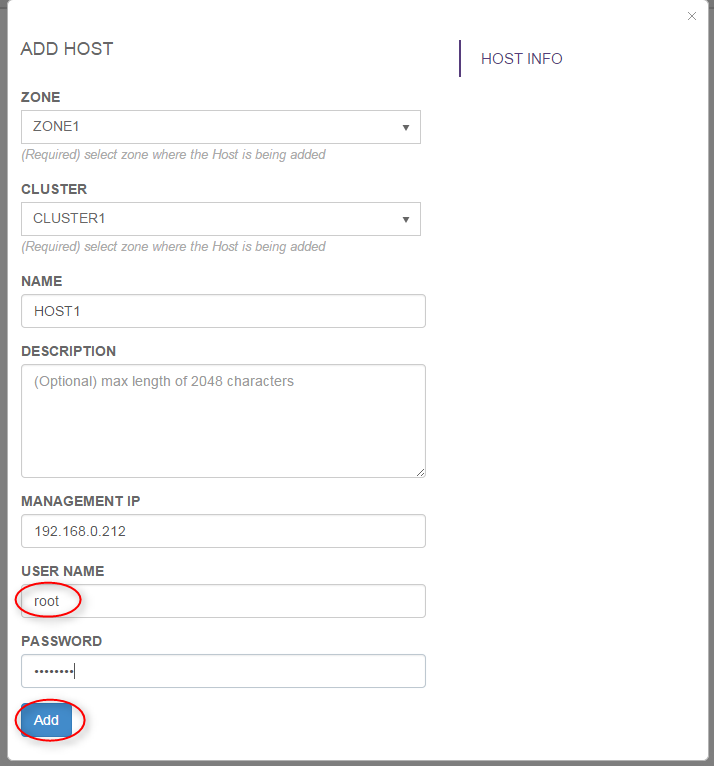 ADD HOST
HOST INFO
ZONE
ZONE1
(Required) select zone where the Host is being added
CLUSTER
CLUSTER1
(Required) select zone where the Host is being added
NAME
HOST1
DESCRIPTION
(Optional) max length of 2048 characters
MANAGEMENT IP
192.168.0.212
USER NAME
root
PASSWORD
••••••••
Add